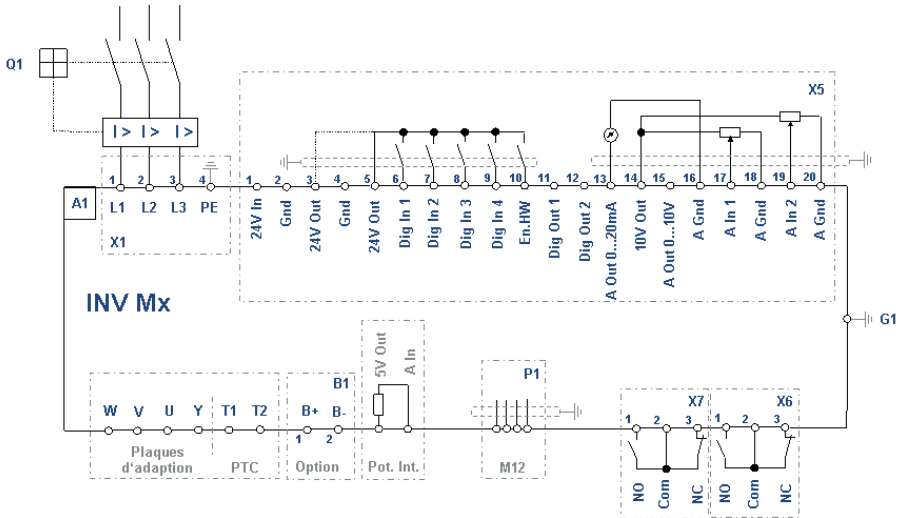 Q1
X5
I > I > I >
1 2 3 4 1 2 3 4 5 6 7 8 9 10 11 12 13 14 15 16 17 18 19 20
A1
L1 L2 L3 PE
X1
24V In
Gnd
24V Out
Gnd
24V Out
Dig In 1
Dig In 2
Dig In 3
Dig In 4
En.HW
Dig Out 1
Dig Out 2
A Out 0...20mA
10V Out
A Out 0...10V
A Gnd
A In 1
A Gnd
A In 2
A Gnd
INV Mx
G1
5V Out
A In
B1
P1
X7
X6
W V U Y T1 T2 B+ B-
1 2
1 2 3 1 2 3
Plaques
d'adaption
PTC
Option
Pot. Int.
M12
NO
Com
NC
NO
Com
NC